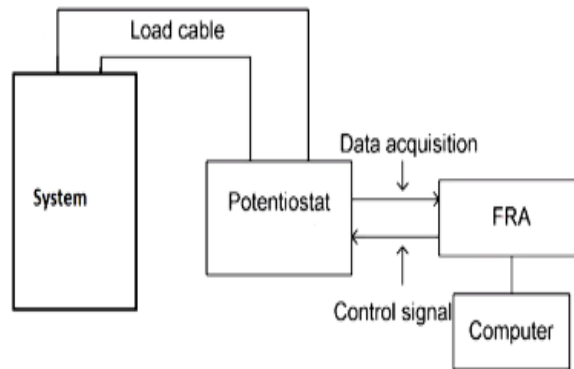 Load cable
System
Data acquisition
Potentiostat
FRA
Control signal
Computer